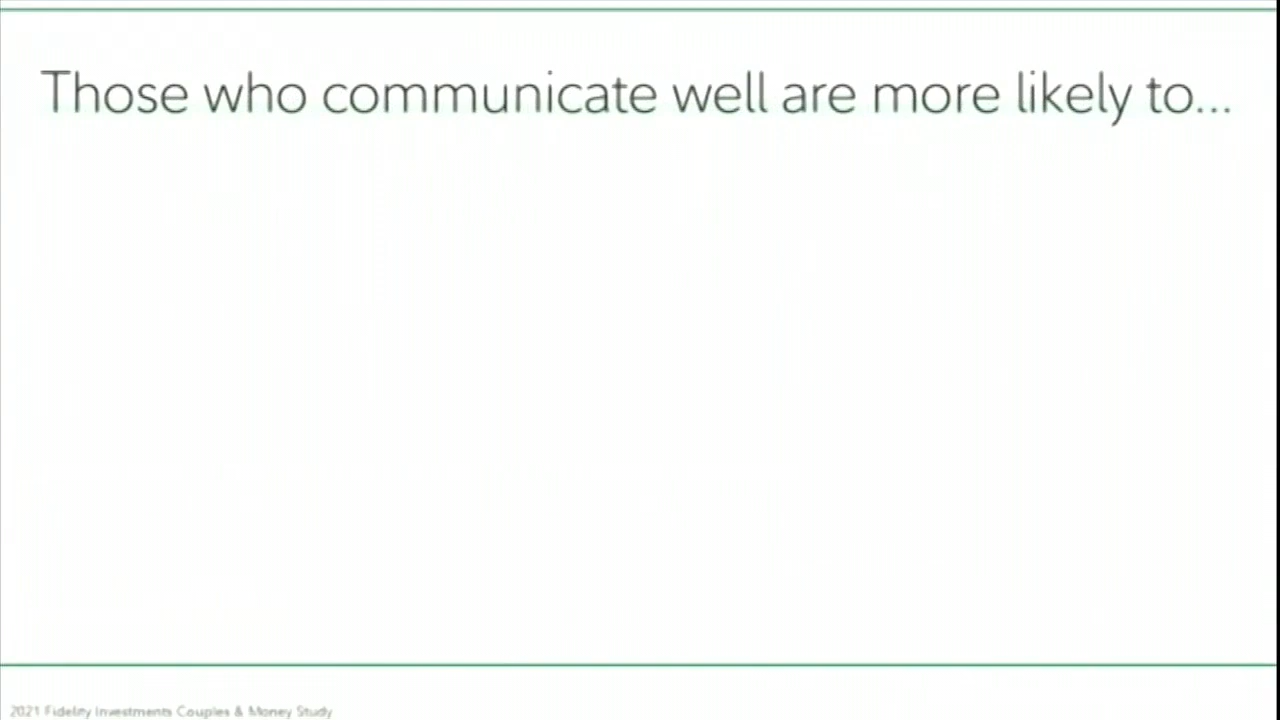 Those who communicate well are more likely to...
2021 Fidelity Investments Couples & Money Study